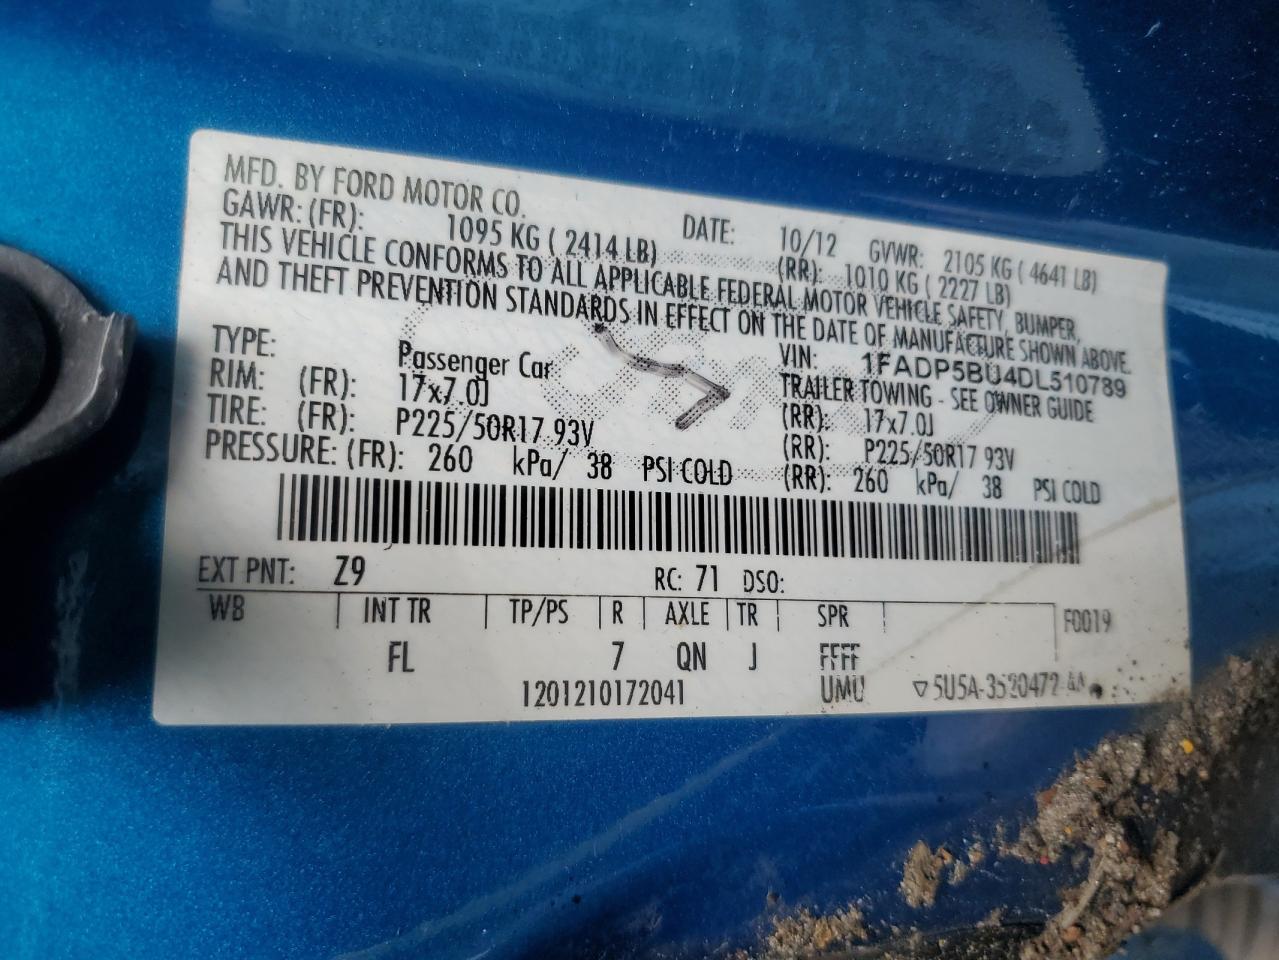 MFD. BY FORD MOTOR CO. DATE: 10/12 GVWR: 2105 KG ( 4641 LB)
GAWR: (FR): 1095 KG ( 2414 LB) (RR): 1010 KG ( 2227 LB)
THIS VEHICLE CONFORMS TO ALL APPLICABLE FEDERAL MOTOR VEHICLE SAFETY, BUMPER,
AND THEFT PREVENTION STANDARDS IN EFFECT ON THE DATE OF MANUFACTURE SHOWN ABOVE.
VIN: 1FADP5BU4DL510789
TYPE: Passenger Car TRAILER TOWING - SEE OWNER GUIDE
RIM: (FR): 17x7.0J (RR): 17x7.0J
TIRE: (FR): P225/50R17 93V (RR): P225/50R17 93V
PRESSURE: (FR): 260 kPa/ 38 PSI COLD (RR): 260 kPa/ 38 PSI COLD
EXT PNT: Z9 RC: 71 DSO:
WB INT TR TP/PS R AXLE TR SPR F0019
FL 7 QN J FFFF
1201210172041 UMU 5U5A-3520472-AA